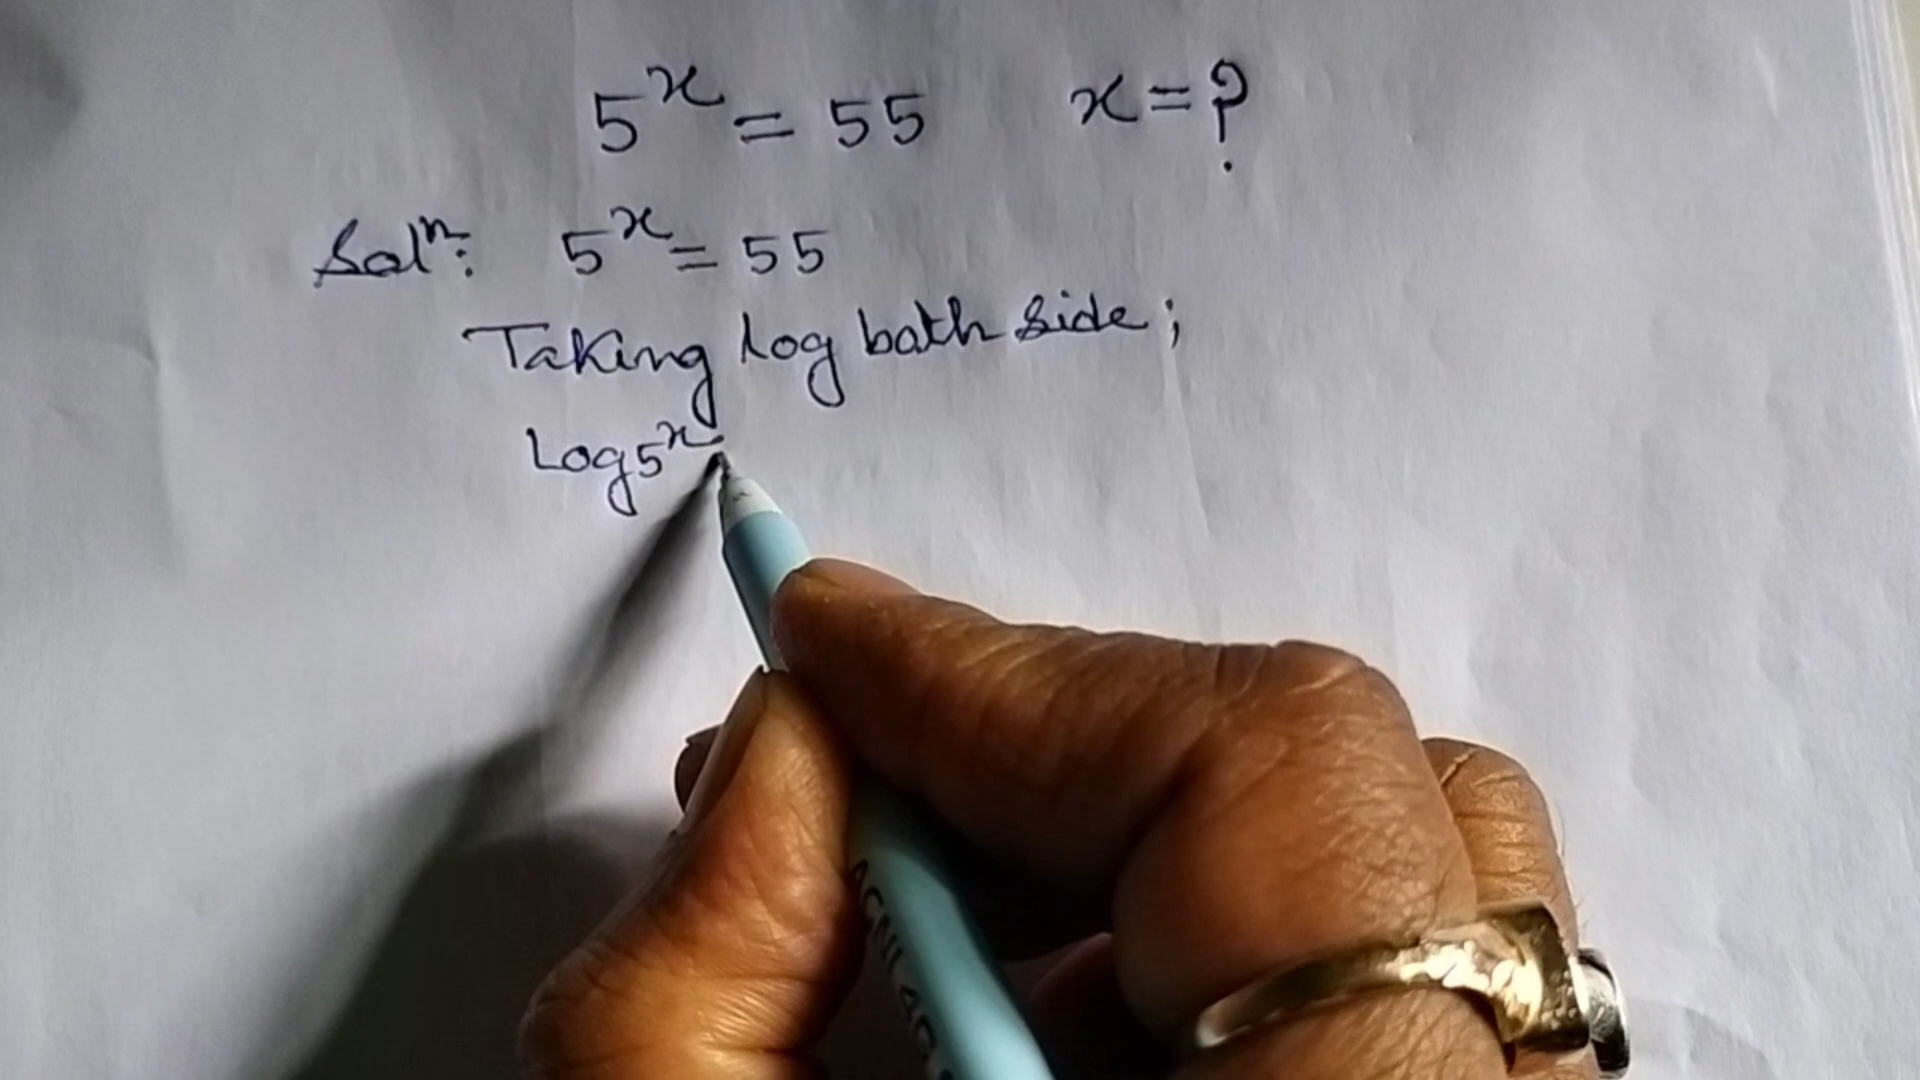 5^x = 55 x = ?
Solⁿ: 5^x = 55
Taking log bath side;
Log5^x